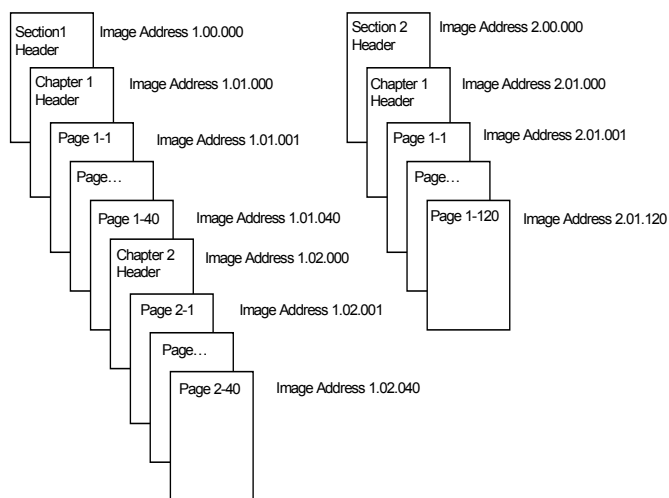 Section1
Header
Image Address 1.00.000
Chapter 1
Header
Image Address 1.01.000
Page 1-1
Image Address 1.01.001
Page…
Page 1-40
Image Address 1.01.040
Chapter 2
Header
Image Address 1.02.000
Page 2-1
Image Address 1.02.001
Page…
Page 2-40
Image Address 1.02.040
Section 2
Header
Image Address 2.00.000
Chapter 1
Header
Image Address 2.01.000
Page 1-1
Image Address 2.01.001
Page…
Page 1-120
Image Address 2.01.120